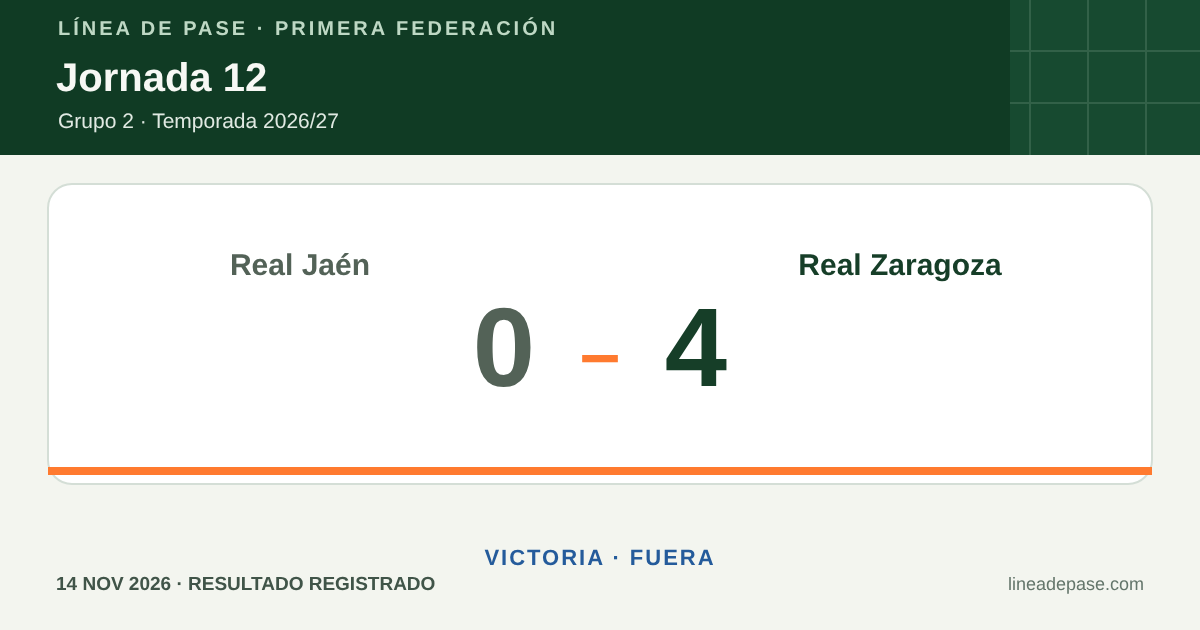 LÍNEA DE PASE · PRIMERA FEDERACIÓN
Jornada 12
Grupo 2 · Temporada 2026/27
Real Jaén
Real Zaragoza
0 – 4
VICTORIA · FUERA
14 NOV 2026 · RESULTADO REGISTRADO
lineadepase.com